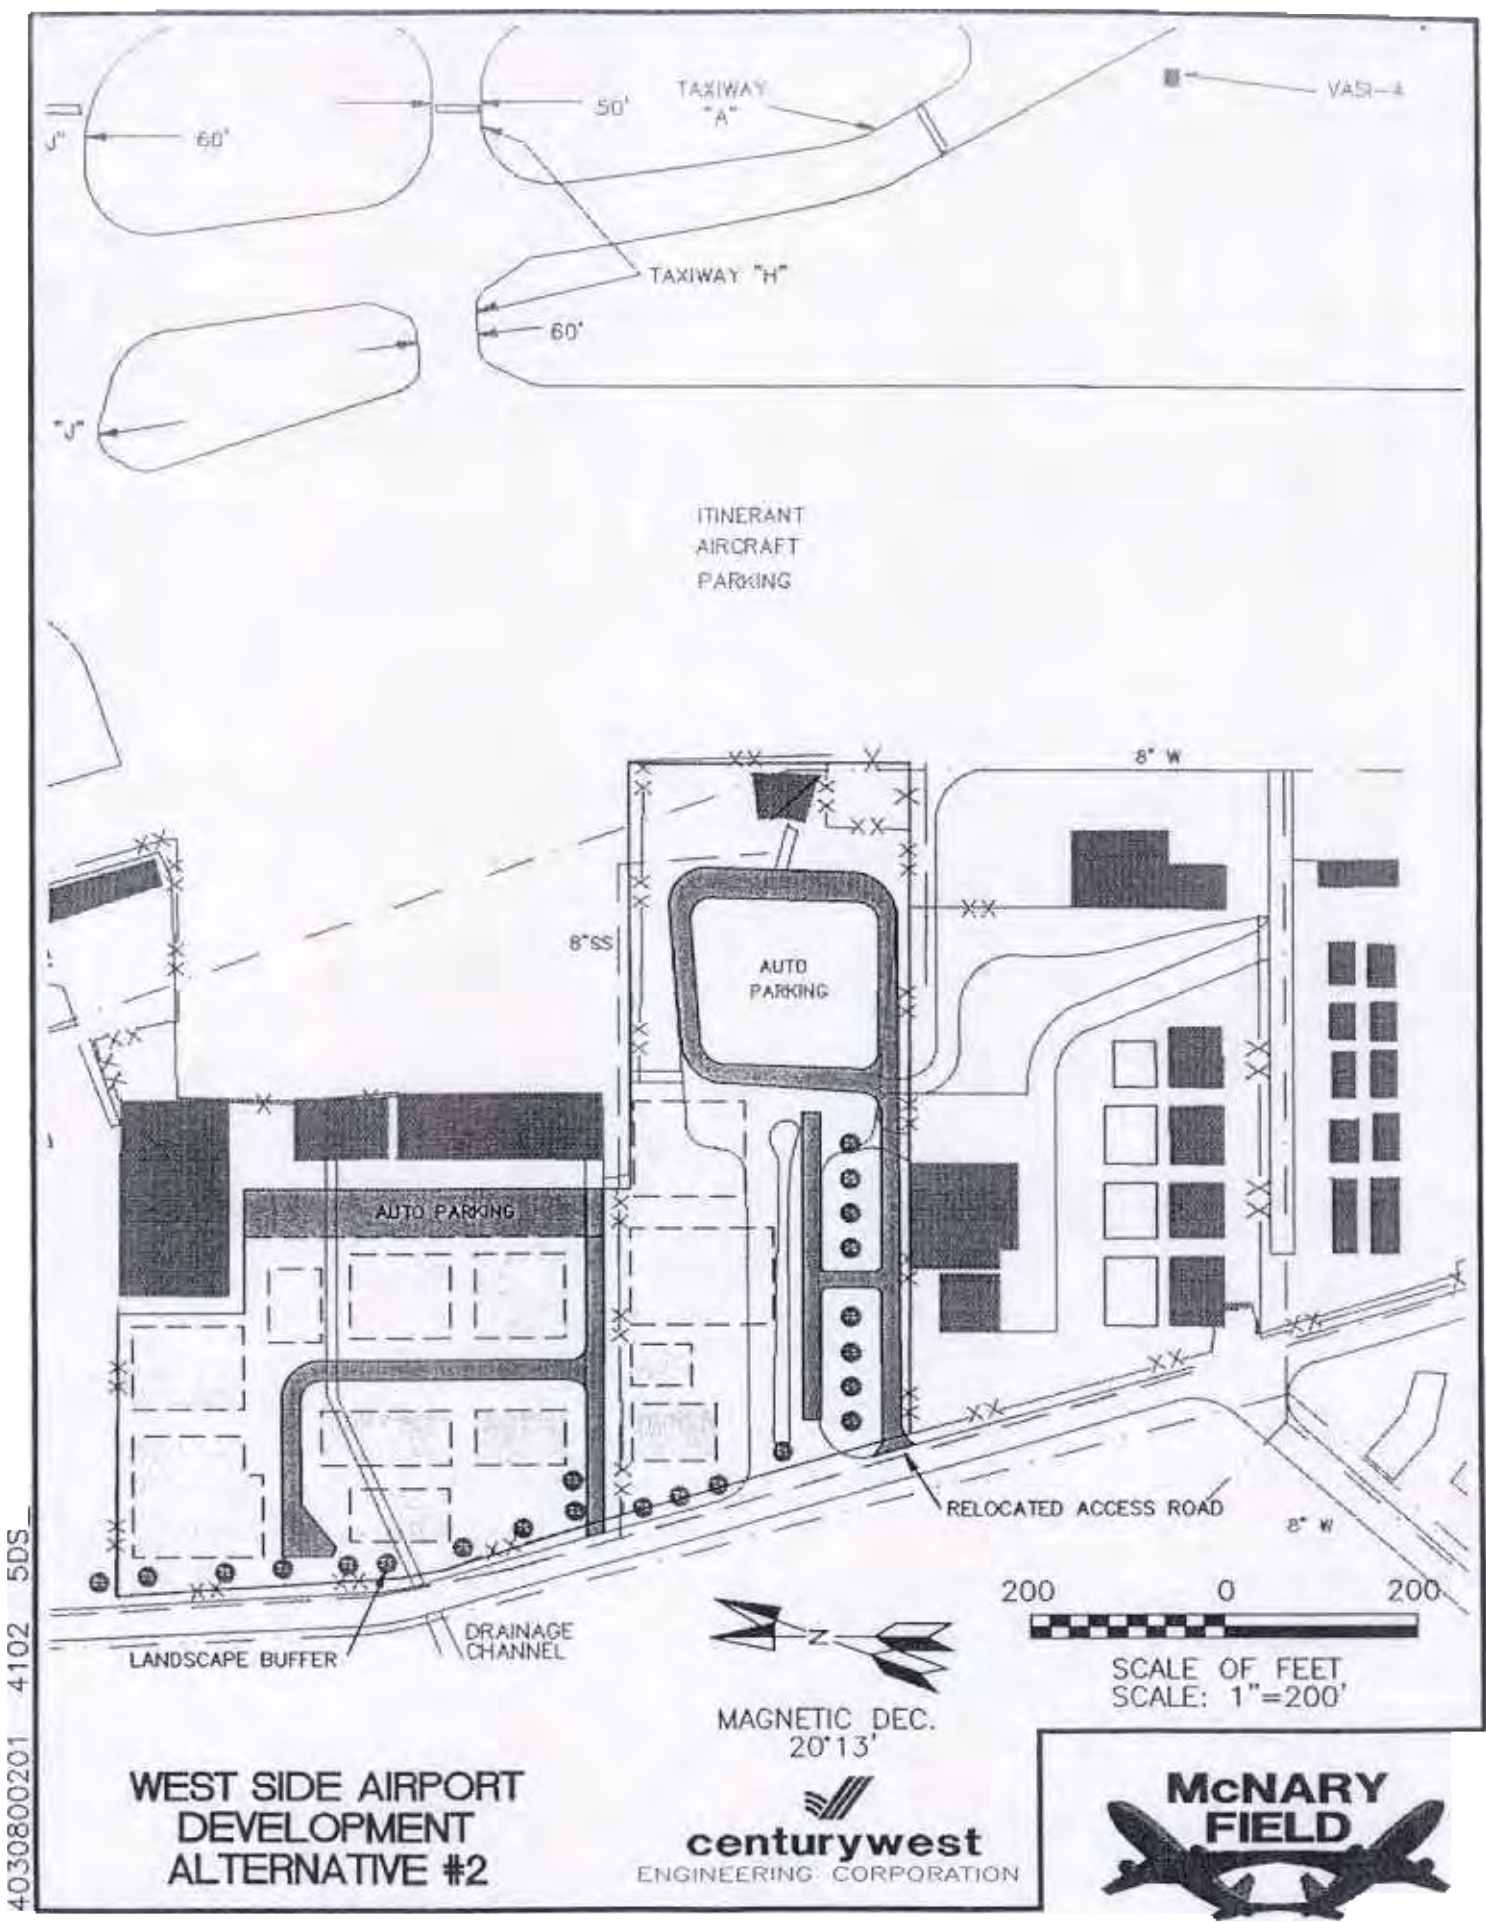 TAXIWAY
"A"
VASI-4
50'
60'
J"
TAXIWAY "H"
60'
"J"
ITINERANT
AIRCRAFT
PARKING
8" W
8"SS
AUTO
PARKING
AUTO PARKING
RELOCATED ACCESS ROAD
8" W
DRAINAGE
CHANNEL
LANDSCAPE BUFFER
200 0 200
SCALE OF FEET
SCALE: 1"=200'
N
MAGNETIC DEC.
20°13'
WEST SIDE AIRPORT
DEVELOPMENT
ALTERNATIVE #2
centurywest
ENGINEERING CORPORATION
McNARY
FIELD
4030800201 4102 5DS_